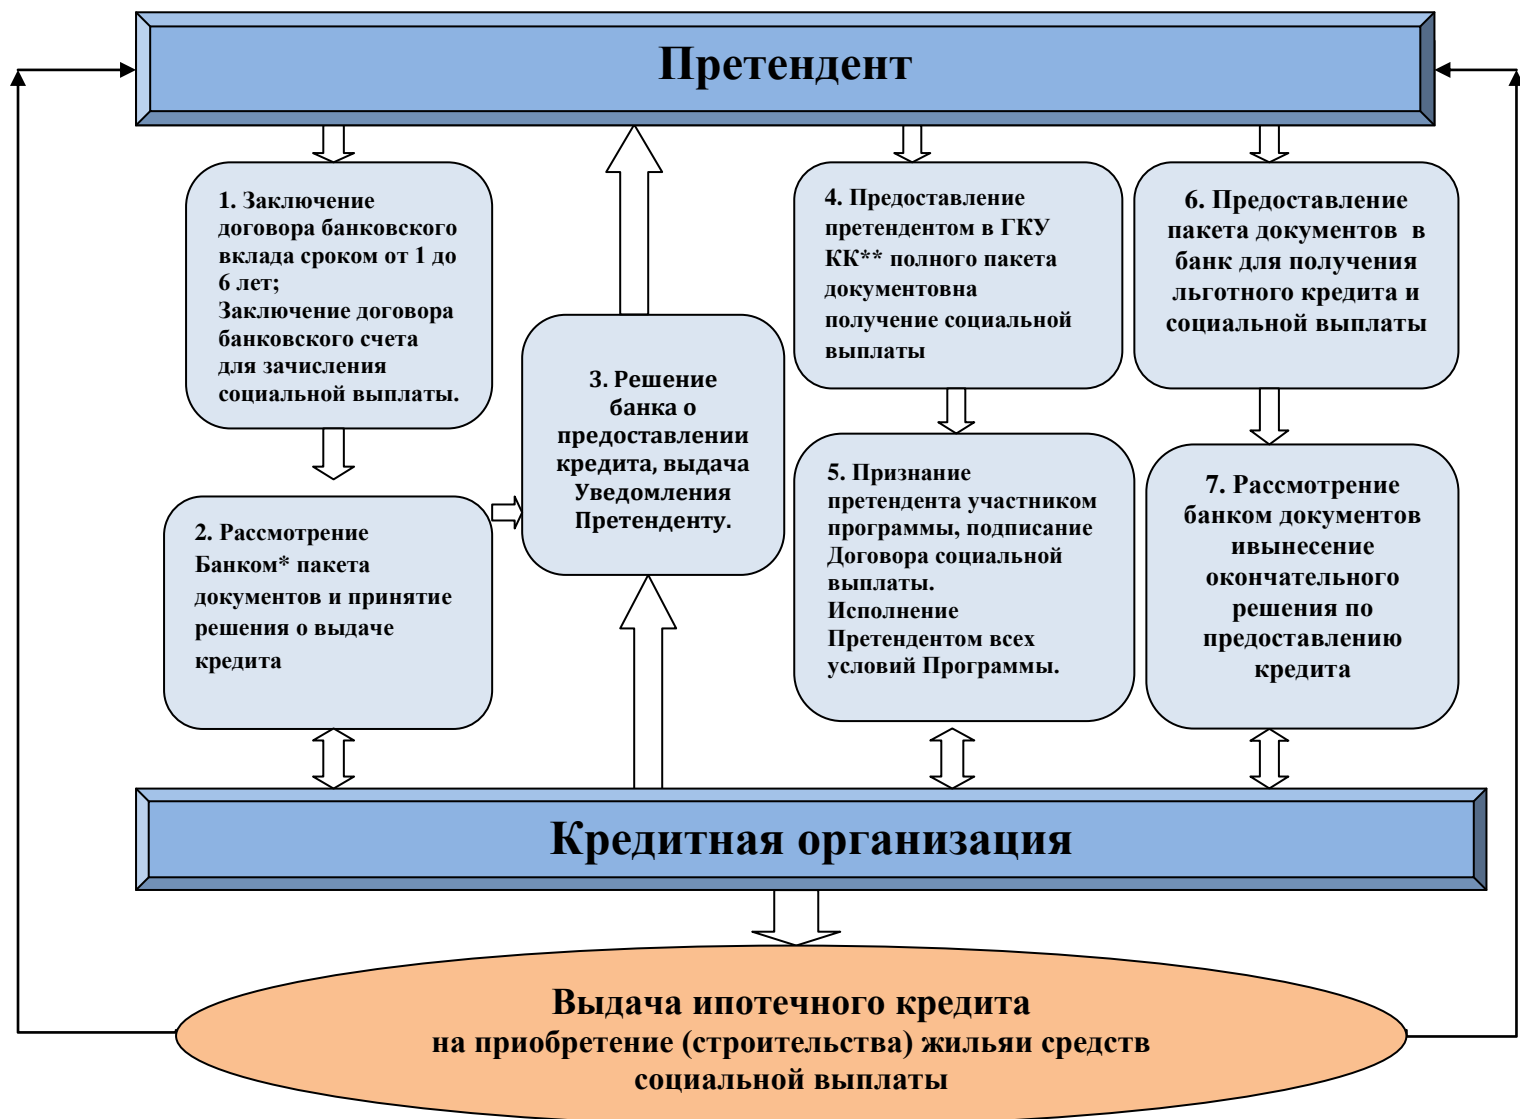 Претендент
1. Заключение
договора банковского
вклада сроком от 1 до
6 лет;
Заключение договора
банковского счета
для зачисления
социальной выплаты.
2. Рассмотрение
Банком* пакета
документов и принятие
решения о выдаче
кредита
3. Решение
банка о
предоставлении
кредита, выдача
Уведомления
Претенденту.
4. Предоставление
претендентом в ГКУ
КК** полного пакета
документовна
получение социальной
выплаты
5. Признание
претендента участником
программы, подписание
Договора социальной
выплаты.
Исполнение
Претендентом всех
условий Программы.
6. Предоставление
пакета документов в
банк для получения
льготного кредита и
социальной выплаты
7. Рассмотрение
банком документов
ивынесение
окончательного
решения по
предоставлению
кредита
Кредитная организация
Выдача ипотечного кредита
на приобретение (строительства) жильяи средств
социальной выплаты